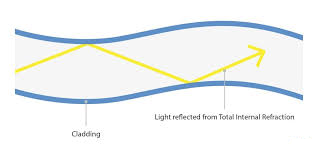 Light reflected from Total Internal Refraction
Cladding